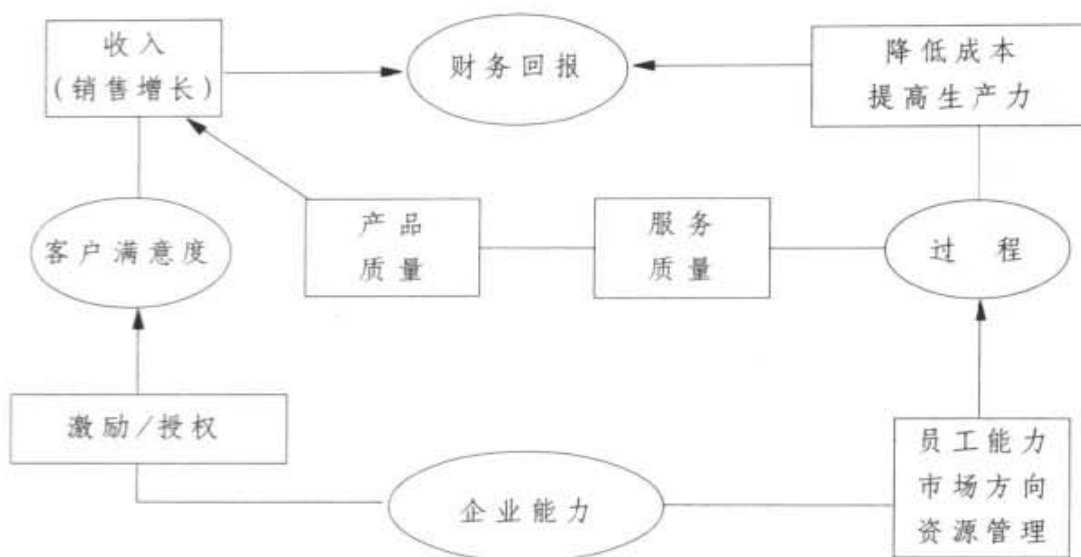 收入
(销售增长)
财务回报
降低成本
提高生产力
客户满意度
产品
质量
服务
质量
过程
激励/授权
企业能力
员工能力
市场方向
资源管理